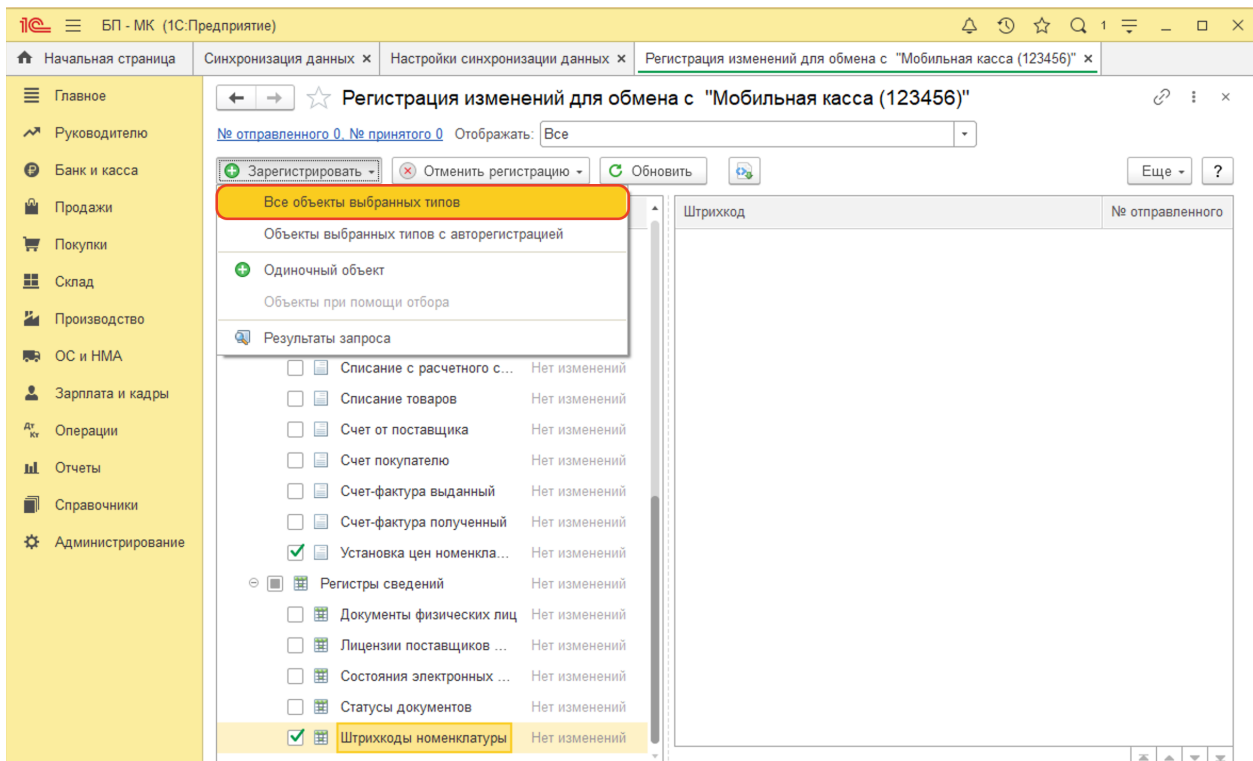 1С БП - МК (1С:Предприятие) 1
Начальная страница Синхронизация данных × Настройки синхронизации данных × Регистрация изменений для обмена с "Мобильная касса (123456)" ×
Главное
Руководителю
Банк и касса
Продажи
Покупки
Склад
Производство
ОС и НМА
Зарплата и кадры
Дт Кт Операции
Отчеты
Справочники
Администрирование
Регистрация изменений для обмена с "Мобильная касса (123456)"
№ отправленного 0, № принятого 0 Отображать: Все
Зарегистрировать Отменить регистрацию Обновить Еще ?
Все объекты выбранных типов
Объекты выбранных типов с авторегистрацией
Одиночный объект
Объекты при помощи отбора
Результаты запроса
Штрихкод № отправленного
Списание с расчетного с... Нет изменений
Списание товаров Нет изменений
Счет от поставщика Нет изменений
Счет покупателю Нет изменений
Счет-фактура выданный Нет изменений
Счет-фактура полученный Нет изменений
Установка цен номенкла... Нет изменений
Регистры сведений Нет изменений
Документы физических лиц Нет изменений
Лицензии поставщиков ... Нет изменений
Состояния электронных ... Нет изменений
Статусы документов Нет изменений
Штрихкоды номенклатуры Нет изменений